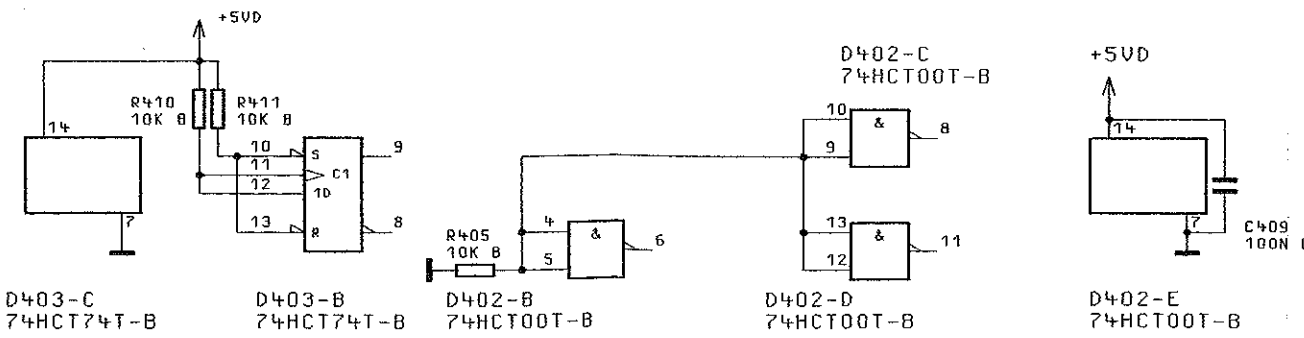 +5VD
R410
10K B
R411
10K B
14
7
10
11
12
13
S
C1
1D
R
9
8
D403-C
74HCT74T-B
D403-B
74HCT74T-B
R405
10K B
4
5
&
6
D402-B
74HCT00T-B
D402-C
74HCT00T-B
10
9
&
8
13
12
&
11
D402-D
74HCT00T-B
+5VD
14
7
C409
100N
D402-E
74HCT00T-B